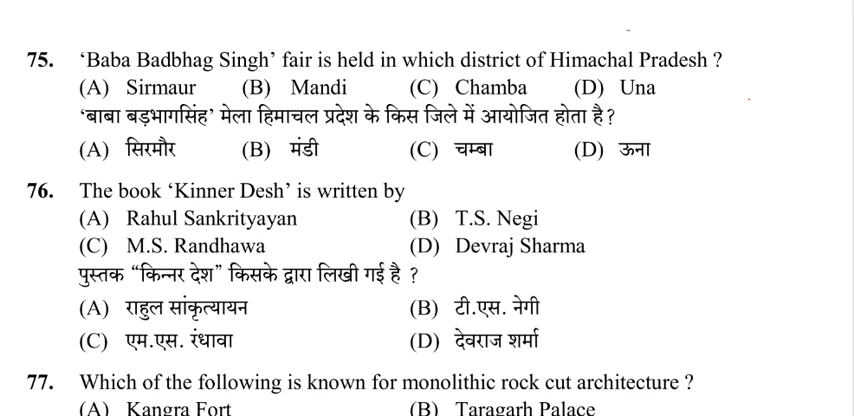 75. ‘Baba Badbhag Singh’ fair is held in which district of Himachal Pradesh ?
(A) Sirmaur (B) Mandi (C) Chamba (D) Una
‘बाबा बड़भागसिंह’ मेला हिमाचल प्रदेश के किस जिले में आयोजित होता है?
(A) सिरमौर (B) मंडी (C) चम्बा (D) ऊना
76. The book ‘Kinner Desh’ is written by
(A) Rahul Sankrityayan (B) T.S. Negi
(C) M.S. Randhawa (D) Devraj Sharma
पुस्तक “किन्नर देश” किसके द्वारा लिखी गई है ?
(A) राहुल सांकृत्यायन (B) टी.एस. नेगी
(C) एम.एस. रंधावा (D) देवराज शर्मा
77. Which of the following is known for monolithic rock cut architecture ?
(A) Kangra Fort (B) Taragarh Palace